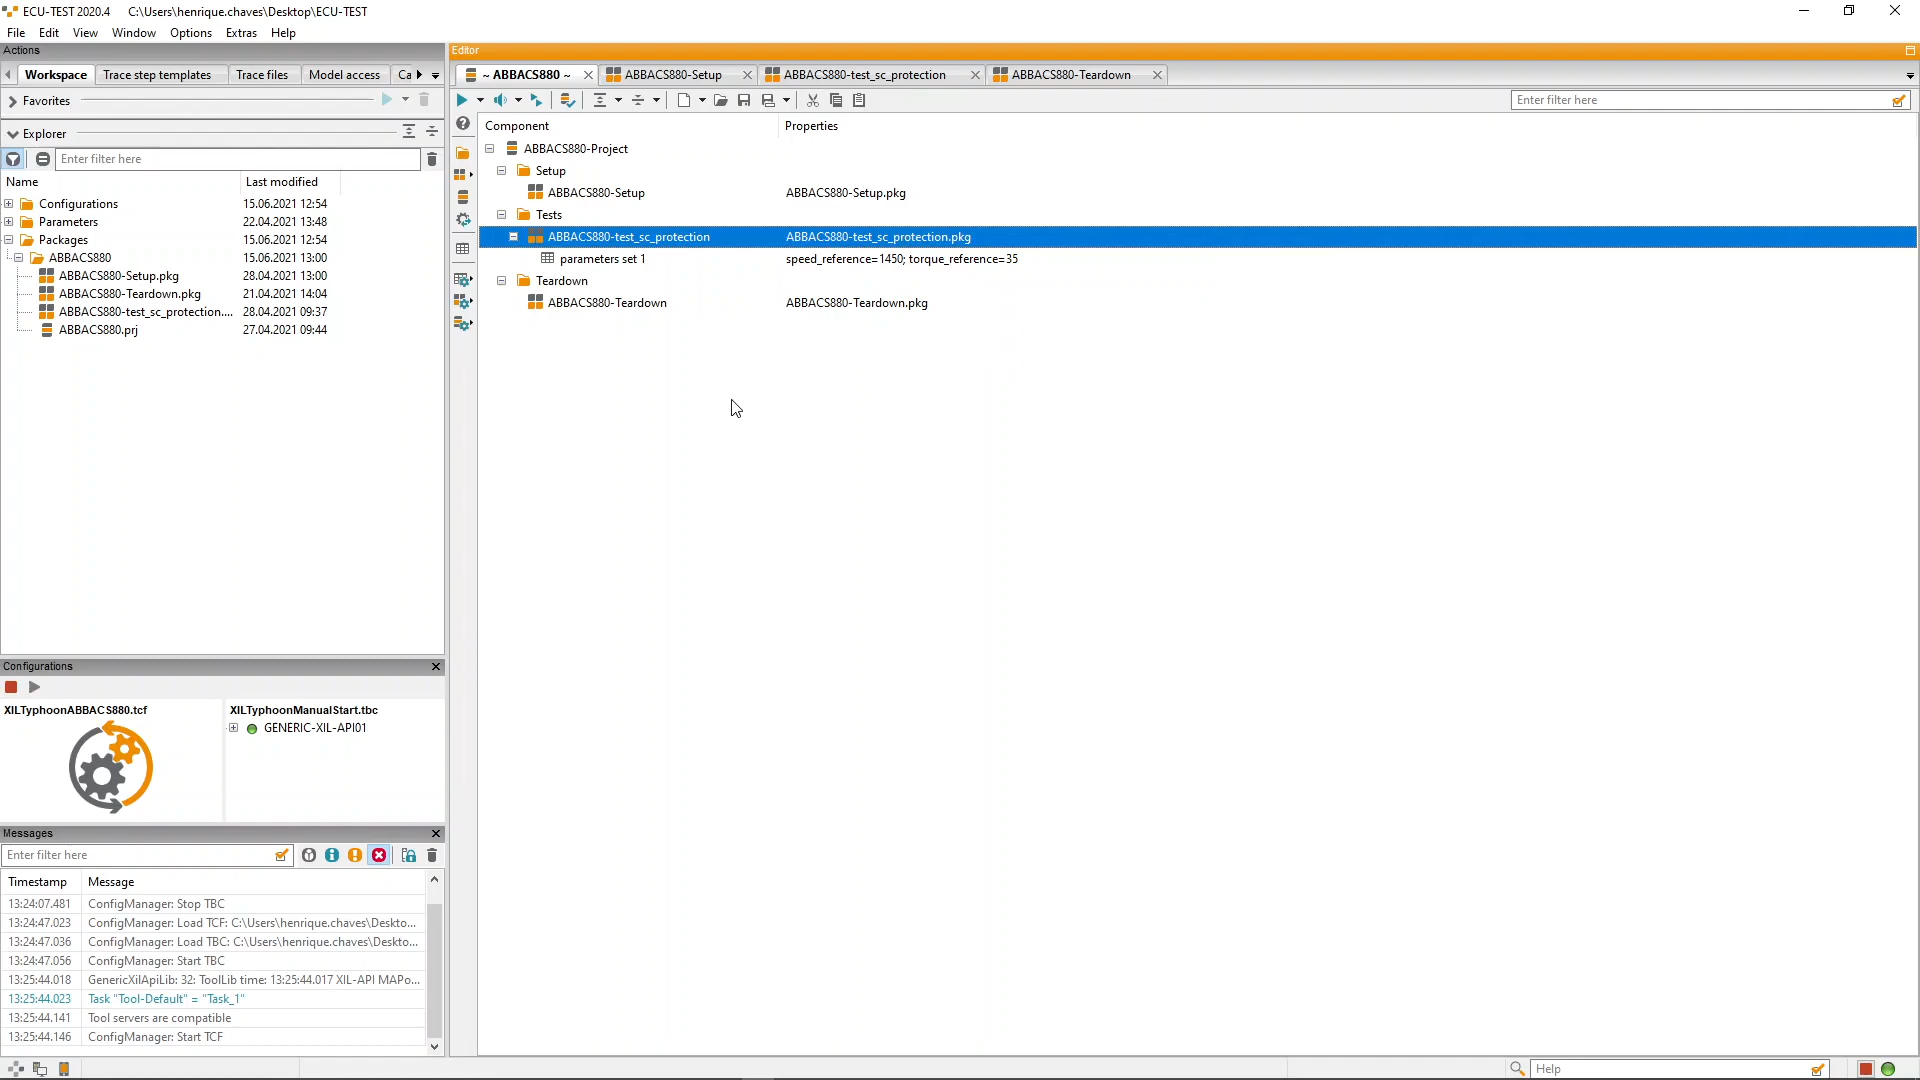 ECU-TEST 2020.4 C:\Users\henrique.chaves\Desktop\ECU-TEST
File Edit View Window Options Extras Help
Actions
Workspace Trace step templates Trace files Model access Ca
Favorites
Explorer
Enter filter here
Name Last modified
Configurations 15.06.2021 12:54
Parameters 22.04.2021 13:48
Packages 15.06.2021 12:54
ABBACS880 15.06.2021 13:00
ABBACS880-Setup.pkg 28.04.2021 13:00
ABBACS880-Teardown.pkg 21.04.2021 14:04
ABBACS880-test_sc_protection.... 28.04.2021 09:37
ABBACS880.prj 27.04.2021 09:44
Configurations
XILTyphoonABBACS880.tcf
XILTyphoonManualStart.tbc
GENERIC-XIL-API01
Messages
Enter filter here
Timestamp Message
13:24:07.481 ConfigManager: Stop TBC
13:24:47.023 ConfigManager: Load TCF: C:\Users\henrique.chaves\Deskto...
13:24:47.036 ConfigManager: Load TBC: C:\Users\henrique.chaves\Deskto...
13:24:47.056 ConfigManager: Start TBC
13:25:44.018 GenericXilApiLib: 32: ToolLib time: 13:25:44.017 XIL-API MAPo...
13:25:44.023 Task "Tool-Default" = "Task_1"
13:25:44.141 Tool servers are compatible
13:25:44.146 ConfigManager: Start TCF
Editor
~ ABBACS880 ~ ABBACS880-Setup ABBACS880-test_sc_protection ABBACS880-Teardown
Enter filter here
Component Properties
ABBACS880-Project
Setup
ABBACS880-Setup ABBACS880-Setup.pkg
Tests
ABBACS880-test_sc_protection ABBACS880-test_sc_protection.pkg
parameters set 1 speed_reference=1450; torque_reference=35
Teardown
ABBACS880-Teardown ABBACS880-Teardown.pkg
Help